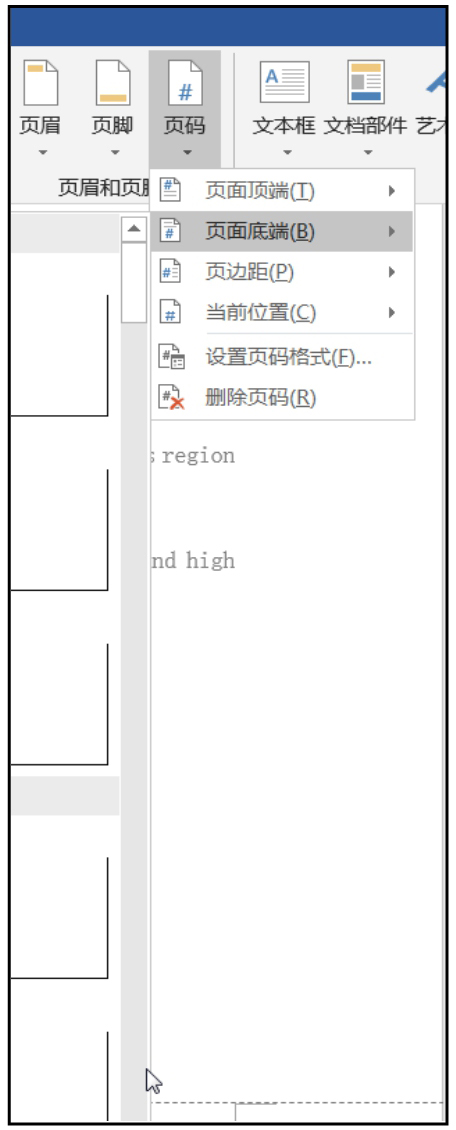 页眉 页脚 页码 文本框 文档部件 艺
页眉和页
页面顶端(T)
页面底端(B)
页边距(P)
当前位置(C)
设置页码格式(F)...
删除页码(R)
region
nd high